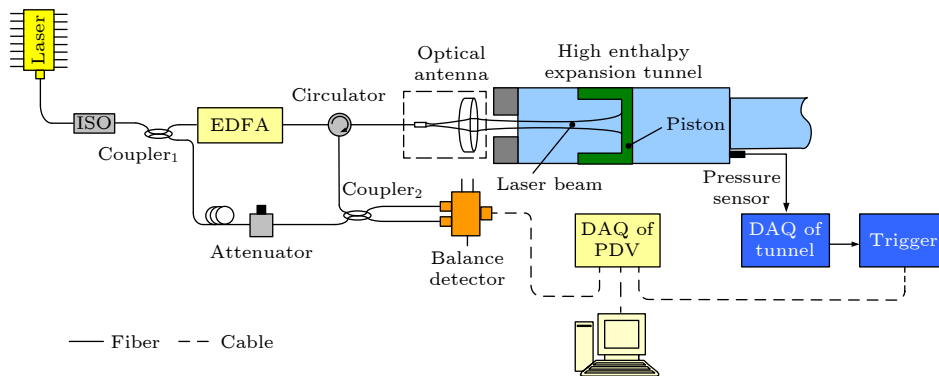 Laser
ISO
Coupler1
EDFA
Circulator
Optical
antenna
High enthalpy
expansion tunnel
Piston
Laser beam
Pressure
sensor
Coupler2
Attenuator
Balance
detector
DAQ of
PDV
DAQ of
tunnel
Trigger
Fiber
Cable